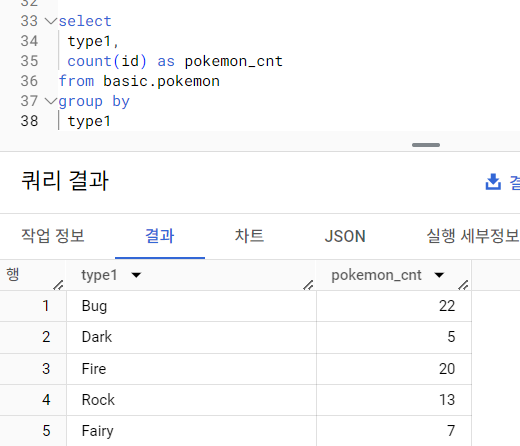 32
33 select
34 type1,
35 count(id) as pokemon_cnt
36 from basic.pokemon
37 group by
38 type1
쿼리 결과
작업 정보 결과 차트 JSON 실행 세부정보
행 type1 pokemon_cnt
1 Bug 22
2 Dark 5
3 Fire 20
4 Rock 13
5 Fairy 7